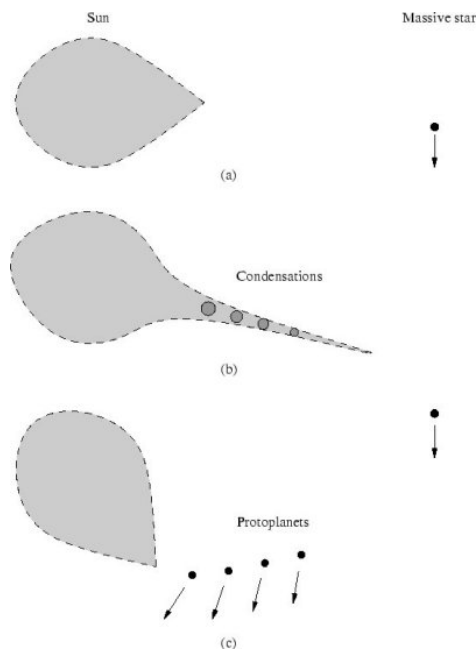 Sun
Massive star
(a)
Condensations
(b)
Protoplanets
(c)